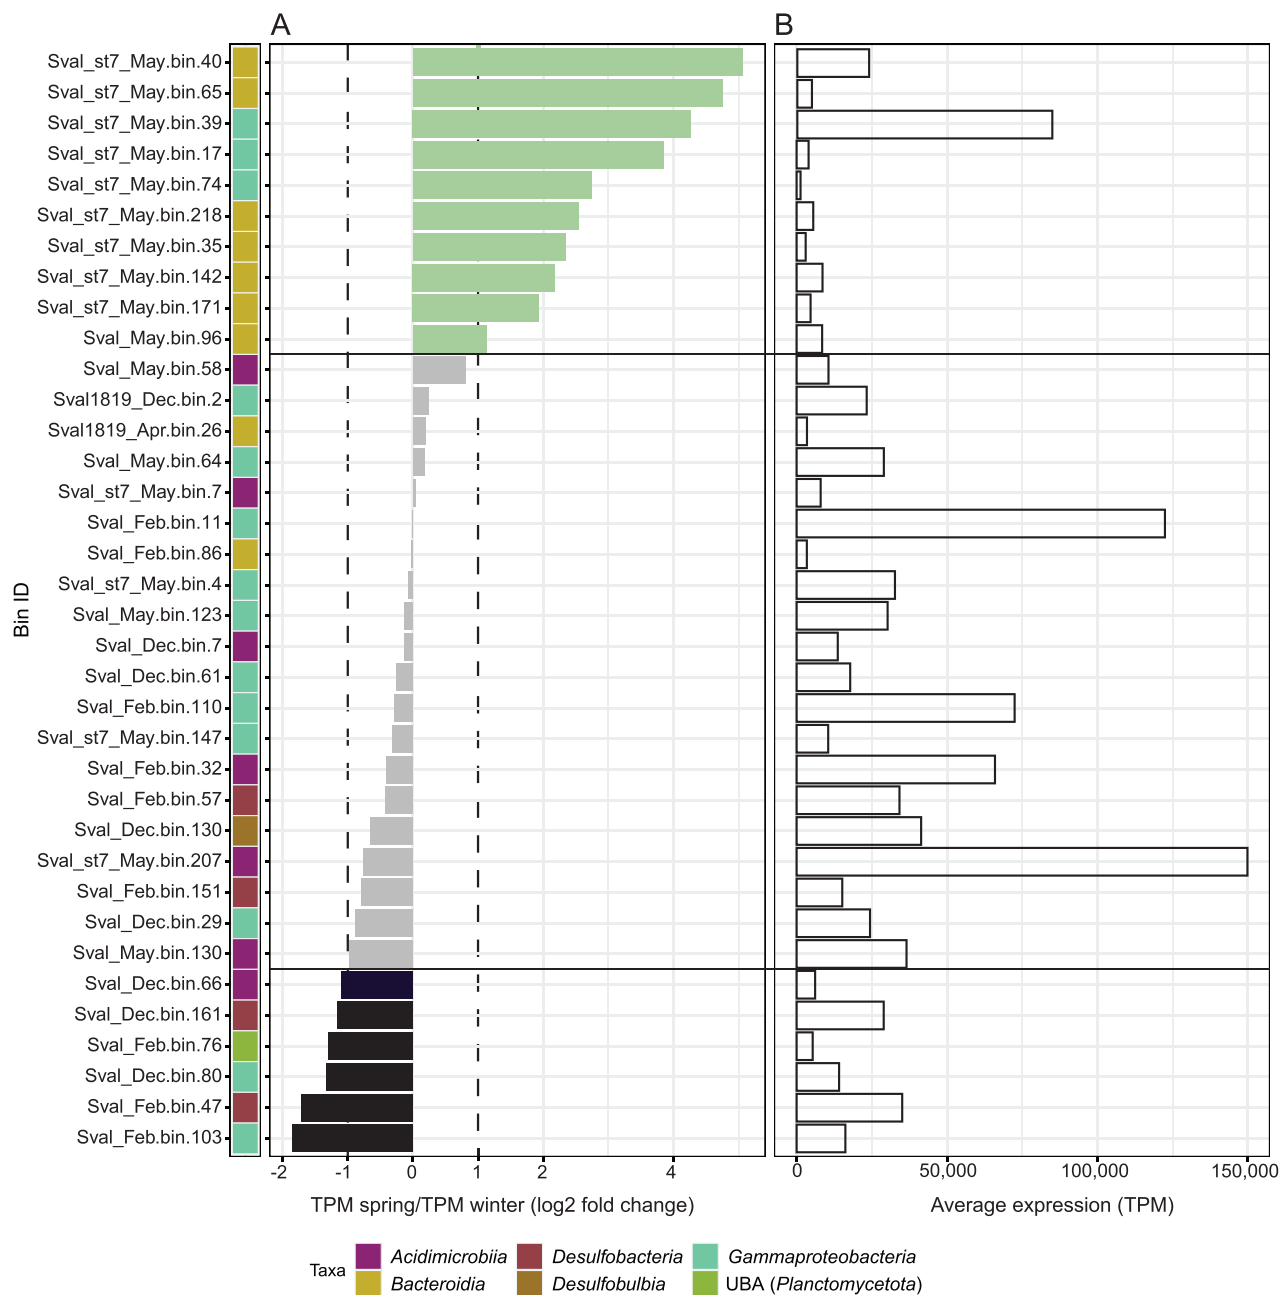 A
B
Sval_st7_May.bin.40
Sval_st7_May.bin.65
Sval_st7_May.bin.39
Sval_st7_May.bin.17
Sval_st7_May.bin.74
Sval_st7_May.bin.218
Sval_st7_May.bin.35
Sval_st7_May.bin.142
Sval_st7_May.bin.171
Sval_May.bin.96
Sval_May.bin.58
Sval1819_Dec.bin.2
Sval1819_Apr.bin.26
Sval_May.bin.64
Sval_st7_May.bin.7
Sval_Feb.bin.11
Sval_Feb.bin.86
Sval_st7_May.bin.4
Sval_May.bin.123
Sval_Dec.bin.7
Sval_Dec.bin.61
Sval_Feb.bin.110
Sval_st7_May.bin.147
Sval_Feb.bin.32
Sval_Feb.bin.57
Sval_Dec.bin.130
Sval_st7_May.bin.207
Sval_Feb.bin.151
Sval_Dec.bin.29
Sval_May.bin.130
Sval_Dec.bin.66
Sval_Dec.bin.161
Sval_Feb.bin.76
Sval_Dec.bin.80
Sval_Feb.bin.47
Sval_Feb.bin.103
Bin ID
-2 -1 0 1 2 4
0 50,000 100,000 150,000
TPM spring/TPM winter (log2 fold change)
Average expression (TPM)
Taxa
Acidimicrobiia
Desulfobacteria
Gammaproteobacteria
Bacteroidia
Desulfobulbia
UBA (Planctomycetota)